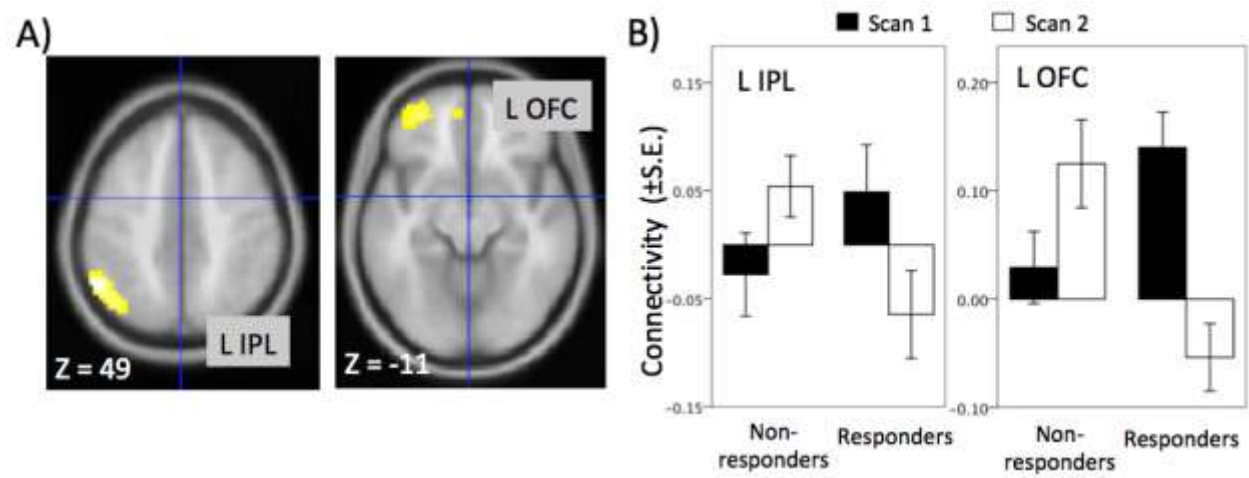 A)
L IPL
Z = 49
L OFC
Z = -11
B)
Scan 1
Scan 2
Connectivity (±S.E.)
0.15
0.05
-0.05
-0.15
L IPL
Non-
responders
Responders
0.20
0.10
0.00
-0.10
L OFC
Non-
responders
Responders